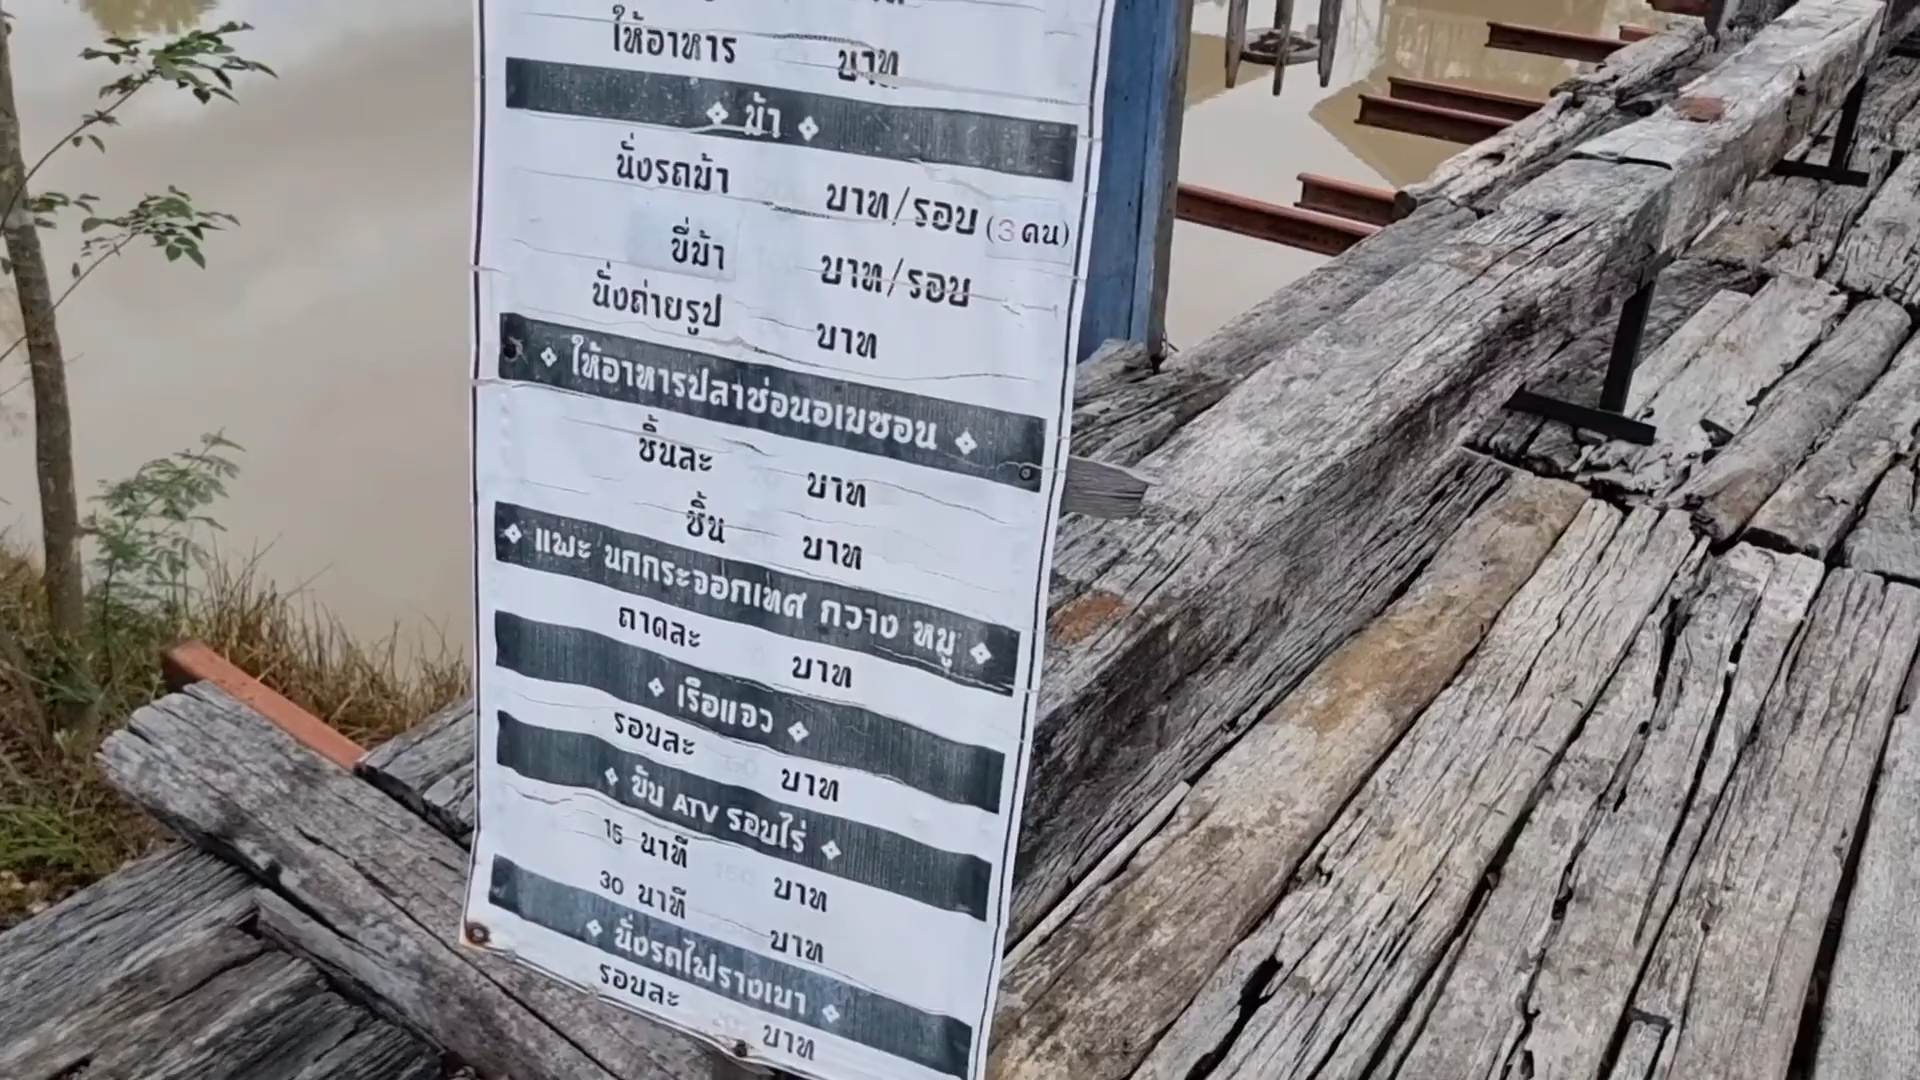 ให้อาหาร บาท
ม้า
นั่งรถม้า บาท/รอบ (3 คน)
ขี่ม้า บาท/รอบ
นั่งถ่ายรูป บาท
ให้อาหารปลาช่อนอเมซอน
ชิ้นละ บาท
ชิ้น บาท
แพะ นกกระจอกเทศ กวาง หมู
ถาดละ บาท
เรือแจว
รอบละ บาท
ขับ ATV รอบไร่
15 นาที บาท
30 นาที บาท
นั่งรถไฟรางเบา
รอบละ บาท